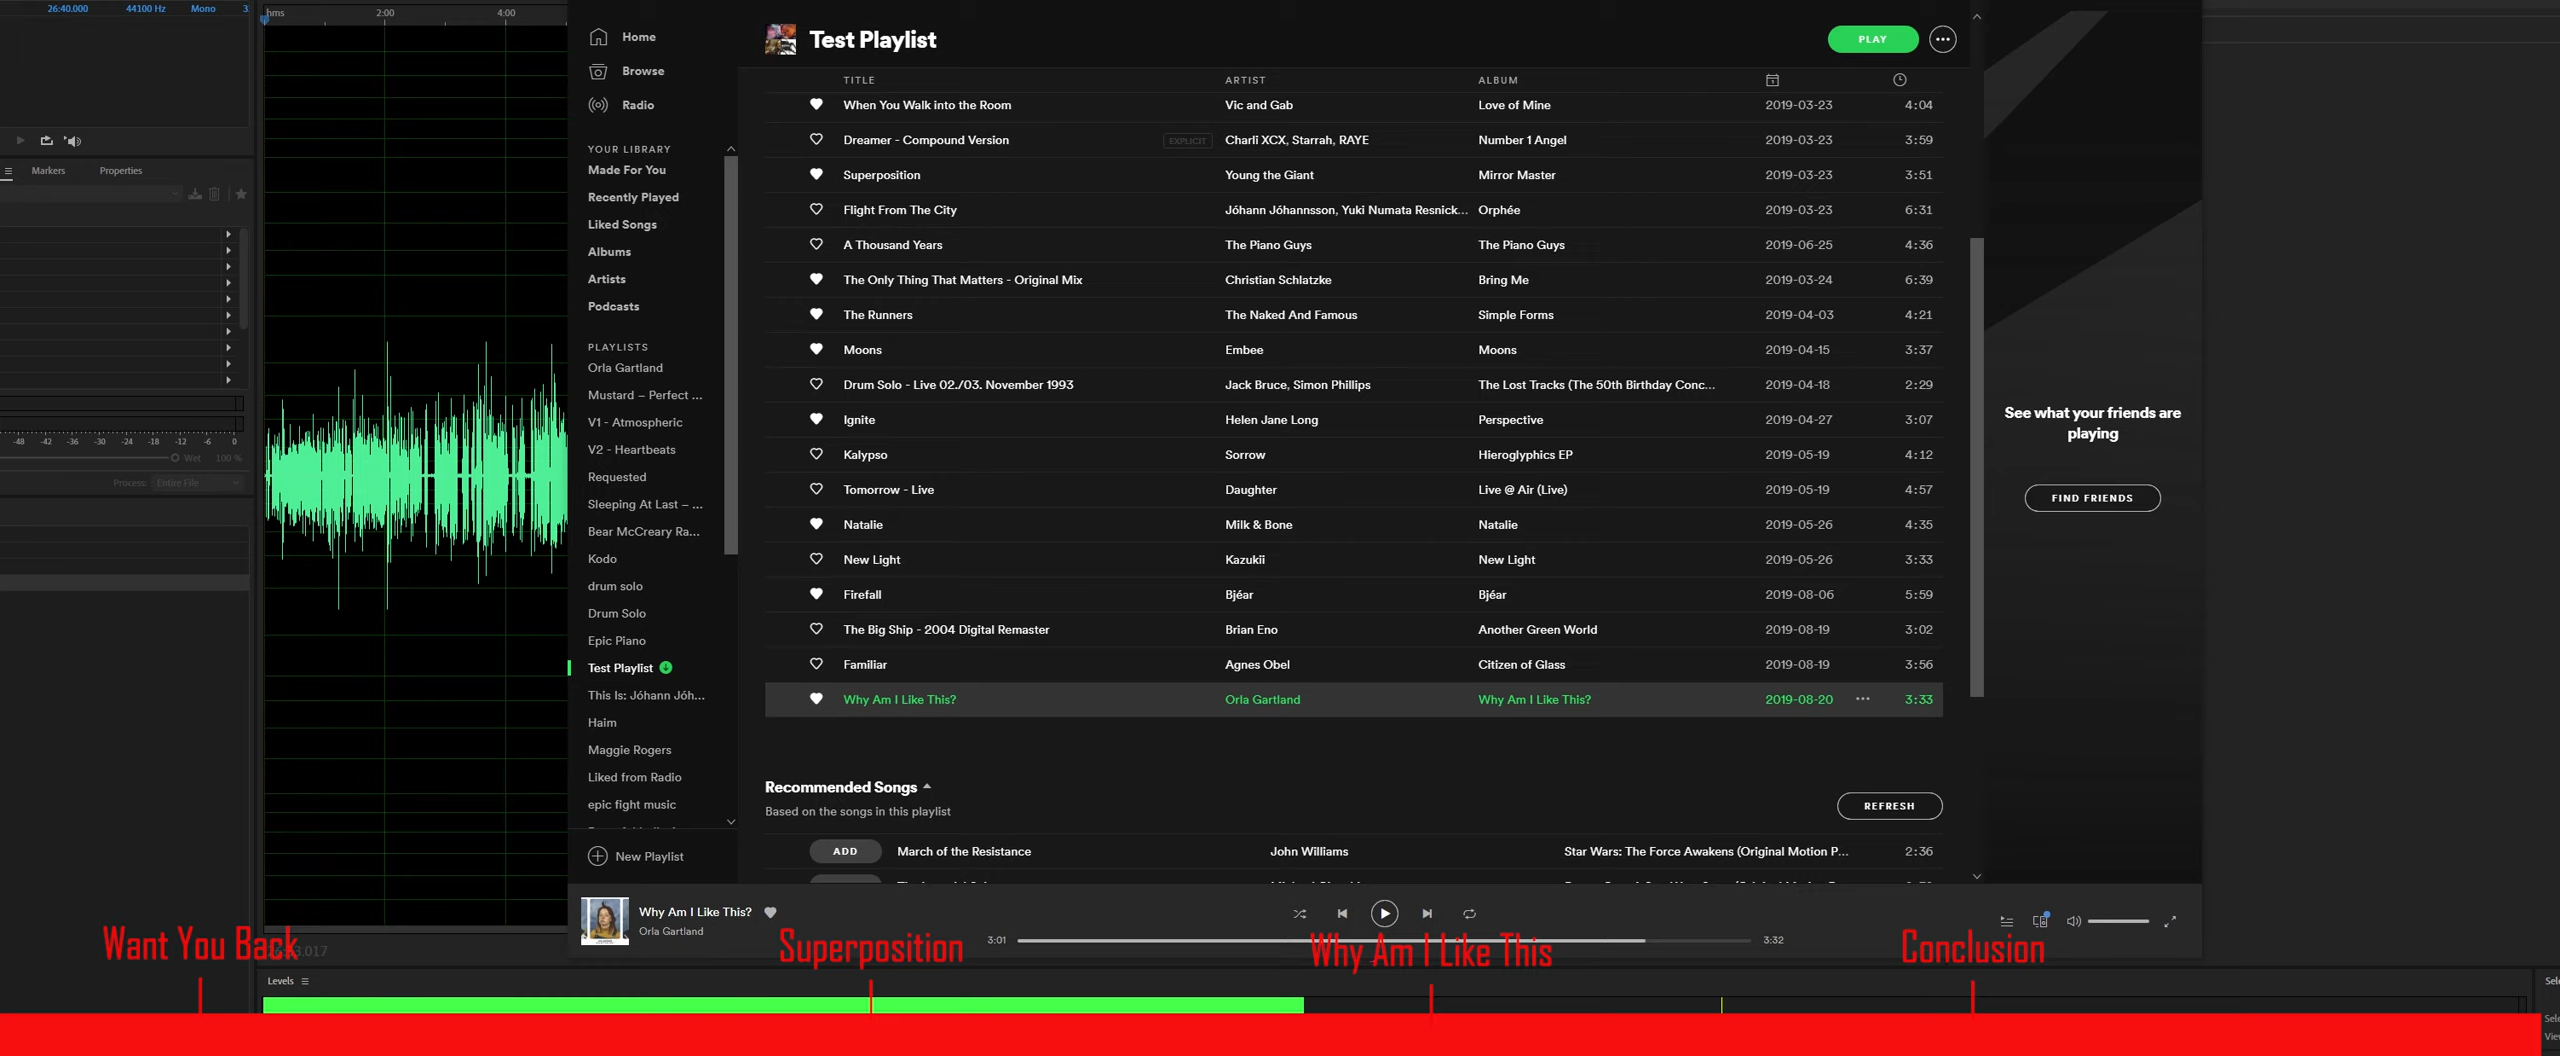 26:40.000 44100 Hz Mono
hms 2:00 4:00
Markers Properties
-48 -42 -36 -30 -24 -18 -12 -6 0
Wet 100 %
Process: Entire File
Home
Browse
Radio
YOUR LIBRARY
Made For You
Recently Played
Liked Songs
Albums
Artists
Podcasts
PLAYLISTS
Orla Gartland
Mustard – Perfect ...
V1 - Atmospheric
V2 - Heartbeats
Requested
Sleeping At Last – ...
Bear McCreary Ra...
Kodo
drum solo
Drum Solo
Epic Piano
Test Playlist
This Is: Jóhann Jóh...
Haim
Maggie Rogers
Liked from Radio
epic fight music
New Playlist
Test Playlist
PLAY
TITLE ARTIST ALBUM
When You Walk into the Room Vic and Gab Love of Mine 2019-03-23 4:04
Dreamer - Compound Version EXPLICIT Charli XCX, Starrah, RAYE Number 1 Angel 2019-03-23 3:59
Superposition Young the Giant Mirror Master 2019-03-23 3:51
Flight From The City Jóhann Jóhannsson, Yuki Numata Resnick... Orphée 2019-03-23 6:31
A Thousand Years The Piano Guys The Piano Guys 2019-06-25 4:36
The Only Thing That Matters - Original Mix Christian Schlatzke Bring Me 2019-03-24 6:39
The Runners The Naked And Famous Simple Forms 2019-04-03 4:21
Moons Embee Moons 2019-04-15 3:37
Drum Solo - Live 02./03. November 1993 Jack Bruce, Simon Phillips The Lost Tracks (The 50th Birthday Conc... 2019-04-18 2:29
Ignite Helen Jane Long Perspective 2019-04-27 3:07
Kalypso Sorrow Hieroglyphics EP 2019-05-19 4:12
Tomorrow - Live Daughter Live @ Air (Live) 2019-05-19 4:57
Natalie Milk & Bone Natalie 2019-05-26 4:35
New Light Kazukii New Light 2019-05-26 3:33
Firefall Bjéar Bjéar 2019-08-06 5:59
The Big Ship - 2004 Digital Remaster Brian Eno Another Green World 2019-08-19 3:02
Familiar Agnes Obel Citizen of Glass 2019-08-19 3:56
Why Am I Like This? Orla Gartland Why Am I Like This? 2019-08-20 ... 3:33
Recommended Songs
Based on the songs in this playlist
REFRESH
ADD March of the Resistance John Williams Star Wars: The Force Awakens (Original Motion P... 2:36
See what your friends are
playing
FIND FRIENDS
Why Am I Like This?
Orla Gartland
3:01 3:32
Want You Back
Superposition
Why Am I Like This
Conclusion
Levels